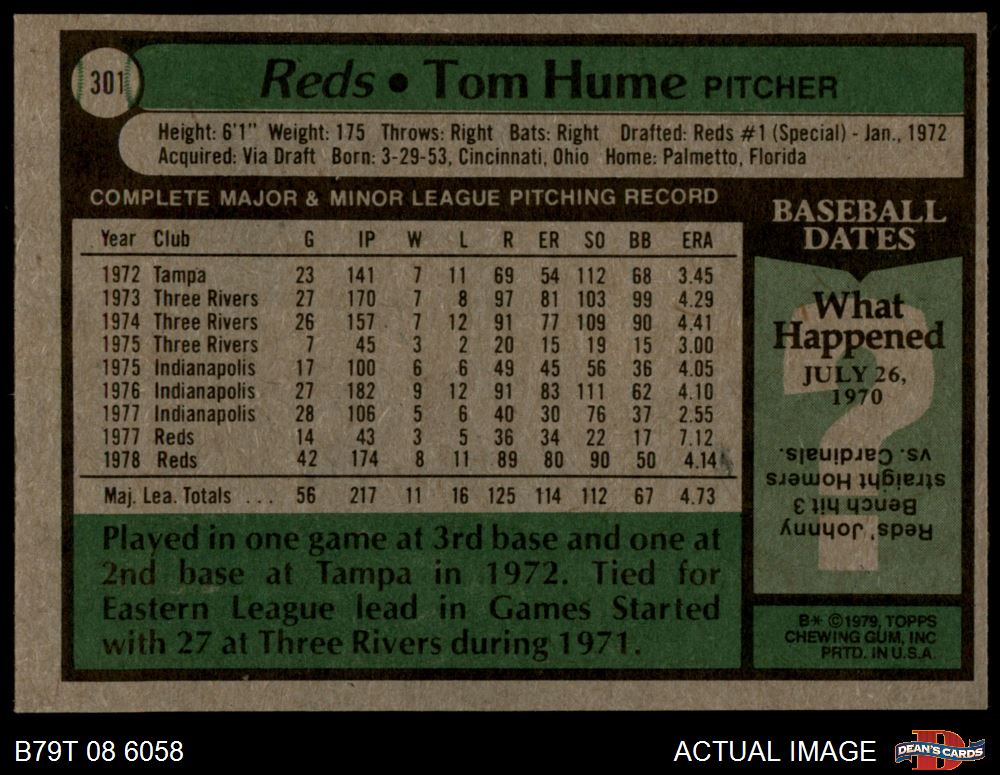 301
Reds • Tom Hume PITCHER
Height: 6'1" Weight: 175 Throws: Right Bats: Right Drafted: Reds #1 (Special) - Jan., 1972
Acquired: Via Draft Born: 3-29-53, Cincinnati, Ohio Home: Palmetto, Florida
COMPLETE MAJOR & MINOR LEAGUE PITCHING RECORD
Year Club G IP W L R ER SO BB ERA
1972 Tampa 23 141 7 11 69 54 112 68 3.45
1973 Three Rivers 27 170 7 8 97 81 103 99 4.29
1974 Three Rivers 26 157 7 12 91 77 109 90 4.41
1975 Three Rivers 7 45 3 2 20 15 19 15 3.00
1975 Indianapolis 17 100 6 6 49 45 56 36 4.05
1976 Indianapolis 27 182 9 12 91 83 111 62 4.10
1977 Indianapolis 28 106 5 6 40 30 76 37 2.55
1977 Reds 14 43 3 5 36 34 22 17 7.12
1978 Reds 42 174 8 11 89 80 90 50 4.14
Maj. Lea. Totals ... 56 217 11 16 125 114 112 67 4.73
Played in one game at 3rd base and one at
2nd base at Tampa in 1972. Tied for
Eastern League lead in Games Started
with 27 at Three Rivers during 1971.
BASEBALL
DATES
What
Happened
JULY 26,
1970
?
Reds' Johnny
Bench hit 3
straight Homers
vs. Cardinals.
B* ©1979, TOPPS
CHEWING GUM, INC
PRTD. IN U.S.A.
B79T 08 6058
ACTUAL IMAGE
D
DEAN'S CARDS